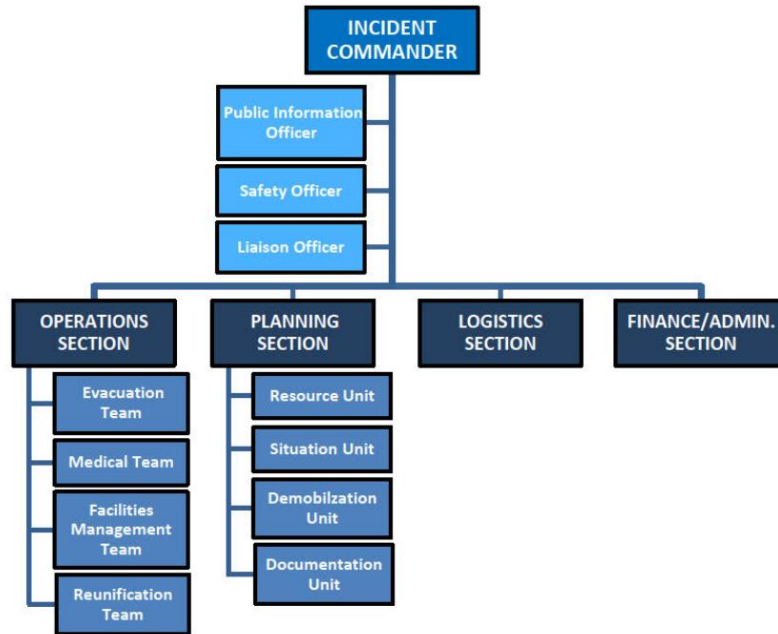 INCIDENT
COMMANDER
Public Information
Officer
Safety Officer
Liaison Officer
OPERATIONS
SECTION
PLANNING
SECTION
LOGISTICS
SECTION
FINANCE/ADMIN.
SECTION
Evacuation
Team
Medical Team
Facilities
Management
Team
Reunification
Team
Resource Unit
Situation Unit
Demobilzation
Unit
Documentation
Unit